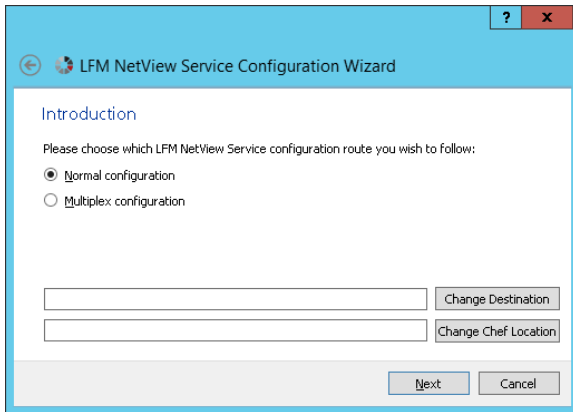 ?
x
LFM NetView Service Configuration Wizard
Introduction
Please choose which LFM NetView Service configuration route you wish to follow:
Normal configuration
Multiplex configuration
Change Destination
Change Chef Location
Next
Cancel